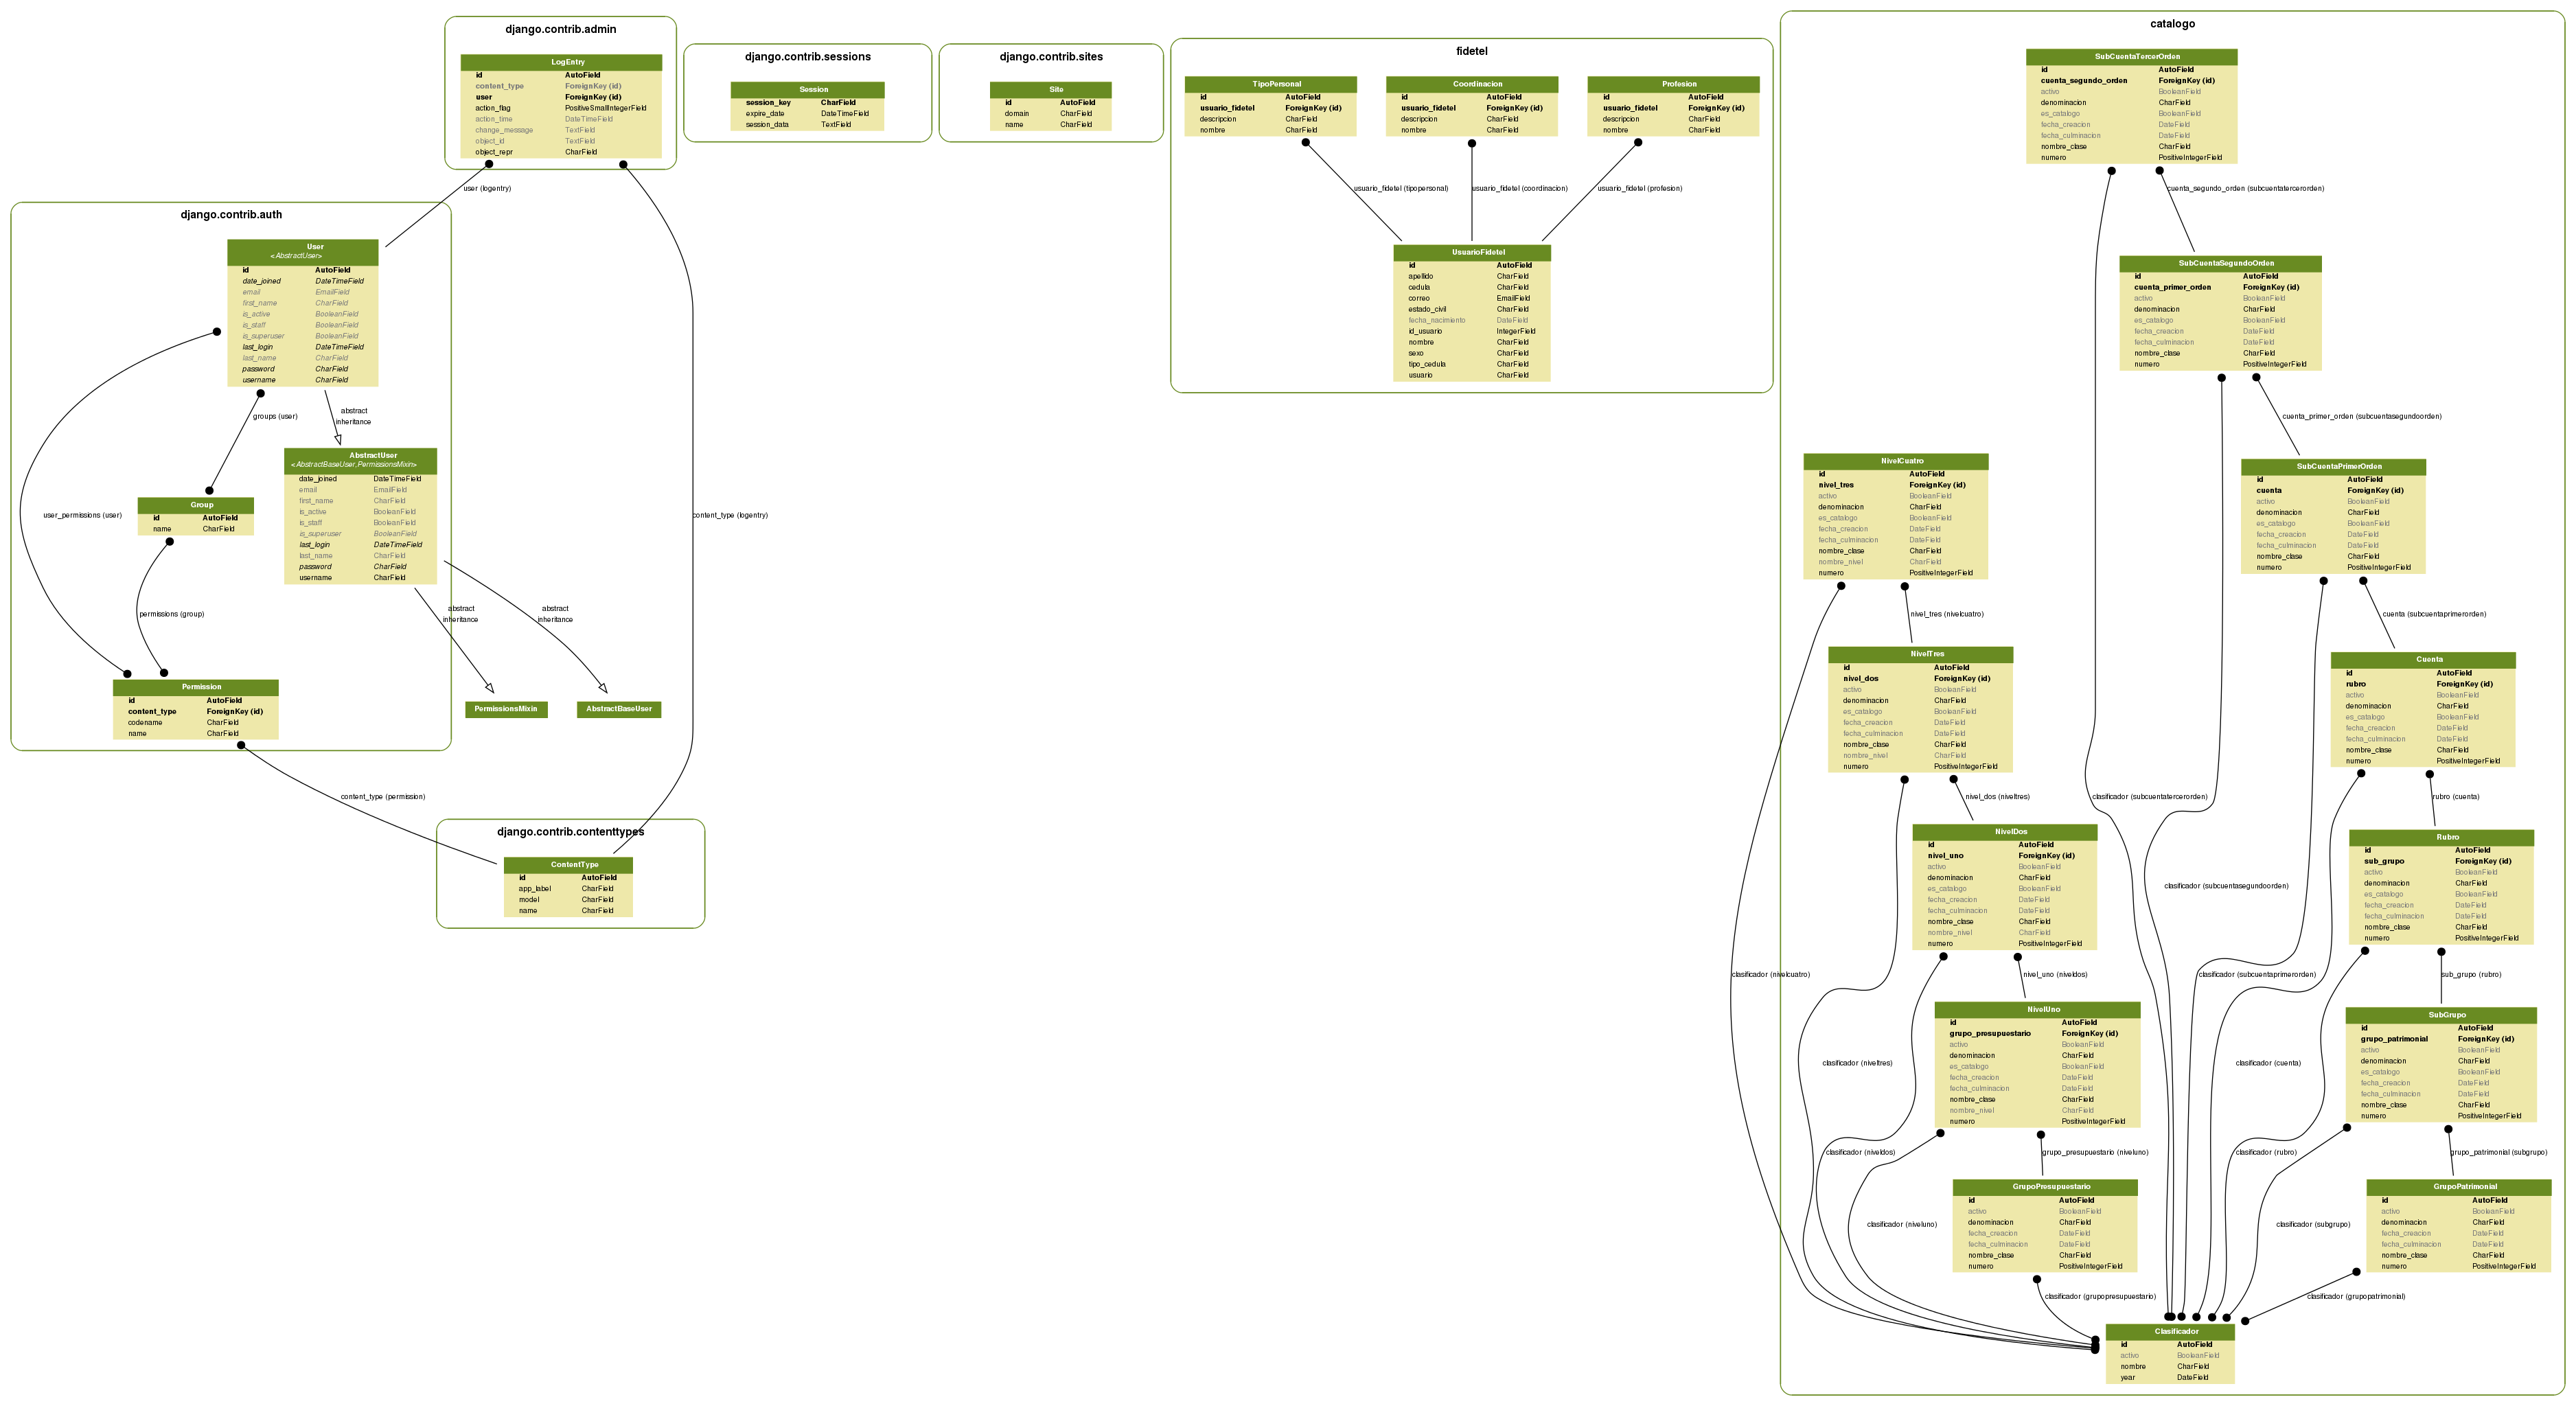 django.contrib.admin
LogEntry
id AutoField
content_type ForeignKey (id)
user ForeignKey (id)
action_flag PositiveSmallIntegerField
action_time DateTimeField
change_message TextField
object_id TextField
object_repr CharField
django.contrib.sessions
Session
session_key CharField
expire_date DateTimeField
session_data TextField
django.contrib.sites
Site
id AutoField
domain CharField
name CharField
user (logentry)
content_type (logentry)
django.contrib.auth
User
<AbstractUser>
id AutoField
date_joined DateTimeField
email EmailField
first_name CharField
is_active BooleanField
is_staff BooleanField
is_superuser BooleanField
last_login DateTimeField
last_name CharField
password CharField
username CharField
groups (user)
abstract
inheritance
user_permissions (user)
AbstractUser
<AbstractBaseUser,PermissionsMixin>
date_joined DateTimeField
email EmailField
first_name CharField
is_active BooleanField
is_staff BooleanField
is_superuser BooleanField
last_login DateTimeField
last_name CharField
password CharField
username CharField
Group
id AutoField
name CharField
permissions (group)
abstract
inheritance
abstract
inheritance
Permission
id AutoField
content_type ForeignKey (id)
codename CharField
name CharField
PermissionsMixin
AbstractBaseUser
content_type (permission)
django.contrib.contenttypes
ContentType
id AutoField
app_label CharField
model CharField
name CharField
fidetel
TipoPersonal
id AutoField
usuario_fidetel ForeignKey (id)
descripcion CharField
nombre CharField
Coordinacion
id AutoField
usuario_fidetel ForeignKey (id)
descripcion CharField
nombre CharField
Profesion
id AutoField
usuario_fidetel ForeignKey (id)
descripcion CharField
nombre CharField
usuario_fidetel (tipopersonal)
usuario_fidetel (coordinacion)
usuario_fidetel (profesion)
UsuarioFidetel
id AutoField
apellido CharField
cedula CharField
correo EmailField
estado_civil CharField
fecha_nacimiento DateField
id_usuario IntegerField
nombre CharField
sexo CharField
tipo_cedula CharField
usuario CharField
catalogo
SubCuentaTercerOrden
id AutoField
cuenta_segundo_orden ForeignKey (id)
activo BooleanField
denominacion CharField
es_catalogo BooleanField
fecha_creacion DateField
fecha_culminacion DateField
nombre_clase CharField
numero PositiveIntegerField
cuenta_segundo_orden (subcuentatercerorden)
SubCuentaSegundoOrden
id AutoField
cuenta_primer_orden ForeignKey (id)
activo BooleanField
denominacion CharField
es_catalogo BooleanField
fecha_creacion DateField
fecha_culminacion DateField
nombre_clase CharField
numero PositiveIntegerField
cuenta_primer_orden (subcuentasegundoorden)
SubCuentaPrimerOrden
id AutoField
cuenta ForeignKey (id)
activo BooleanField
denominacion CharField
es_catalogo BooleanField
fecha_creacion DateField
fecha_culminacion DateField
nombre_clase CharField
numero PositiveIntegerField
cuenta (subcuentaprimerorden)
NivelCuatro
id AutoField
nivel_tres ForeignKey (id)
activo BooleanField
denominacion CharField
es_catalogo BooleanField
fecha_creacion DateField
fecha_culminacion DateField
nombre_clase CharField
nombre_nivel CharField
numero PositiveIntegerField
nivel_tres (nivelcuatro)
NivelTres
id AutoField
nivel_dos ForeignKey (id)
activo BooleanField
denominacion CharField
es_catalogo BooleanField
fecha_creacion DateField
fecha_culminacion DateField
nombre_clase CharField
nombre_nivel CharField
numero PositiveIntegerField
Cuenta
id AutoField
rubro ForeignKey (id)
activo BooleanField
denominacion CharField
es_catalogo BooleanField
fecha_creacion DateField
fecha_culminacion DateField
nombre_clase CharField
numero PositiveIntegerField
nivel_dos (niveltres)
clasificador (subcuentatercerorden)
rubro (cuenta)
NivelDos
id AutoField
nivel_uno ForeignKey (id)
activo BooleanField
denominacion CharField
es_catalogo BooleanField
fecha_creacion DateField
fecha_culminacion DateField
nombre_clase CharField
nombre_nivel CharField
numero PositiveIntegerField
clasificador (subcuentasegundoorden)
Rubro
id AutoField
sub_grupo ForeignKey (id)
activo BooleanField
denominacion CharField
es_catalogo BooleanField
fecha_creacion DateField
fecha_culminacion DateField
nombre_clase CharField
numero PositiveIntegerField
clasificador (nivelcuatro)
nivel_uno (niveldos)
clasificador (subcuentaprimerorden)
sub_grupo (rubro)
NivelUno
id AutoField
grupo_presupuestario ForeignKey (id)
activo BooleanField
denominacion CharField
es_catalogo BooleanField
fecha_creacion DateField
fecha_culminacion DateField
nombre_clase CharField
nombre_nivel CharField
numero PositiveIntegerField
clasificador (niveltres)
clasificador (cuenta)
SubGrupo
id AutoField
grupo_patrimonial ForeignKey (id)
activo BooleanField
denominacion CharField
es_catalogo BooleanField
fecha_creacion DateField
fecha_culminacion DateField
nombre_clase CharField
numero PositiveIntegerField
clasificador (niveldos)
grupo_presupuestario (niveluno)
clasificador (rubro)
grupo_patrimonial (subgrupo)
clasificador (niveluno)
GrupoPresupuestario
id AutoField
activo BooleanField
denominacion CharField
fecha_creacion DateField
fecha_culminacion DateField
nombre_clase CharField
numero PositiveIntegerField
clasificador (subgrupo)
GrupoPatrimonial
id AutoField
activo BooleanField
denominacion CharField
fecha_creacion DateField
fecha_culminacion DateField
nombre_clase CharField
numero PositiveIntegerField
clasificador (grupopresupuestario)
clasificador (grupopatrimonial)
Clasificador
id AutoField
activo BooleanField
nombre CharField
year DateField